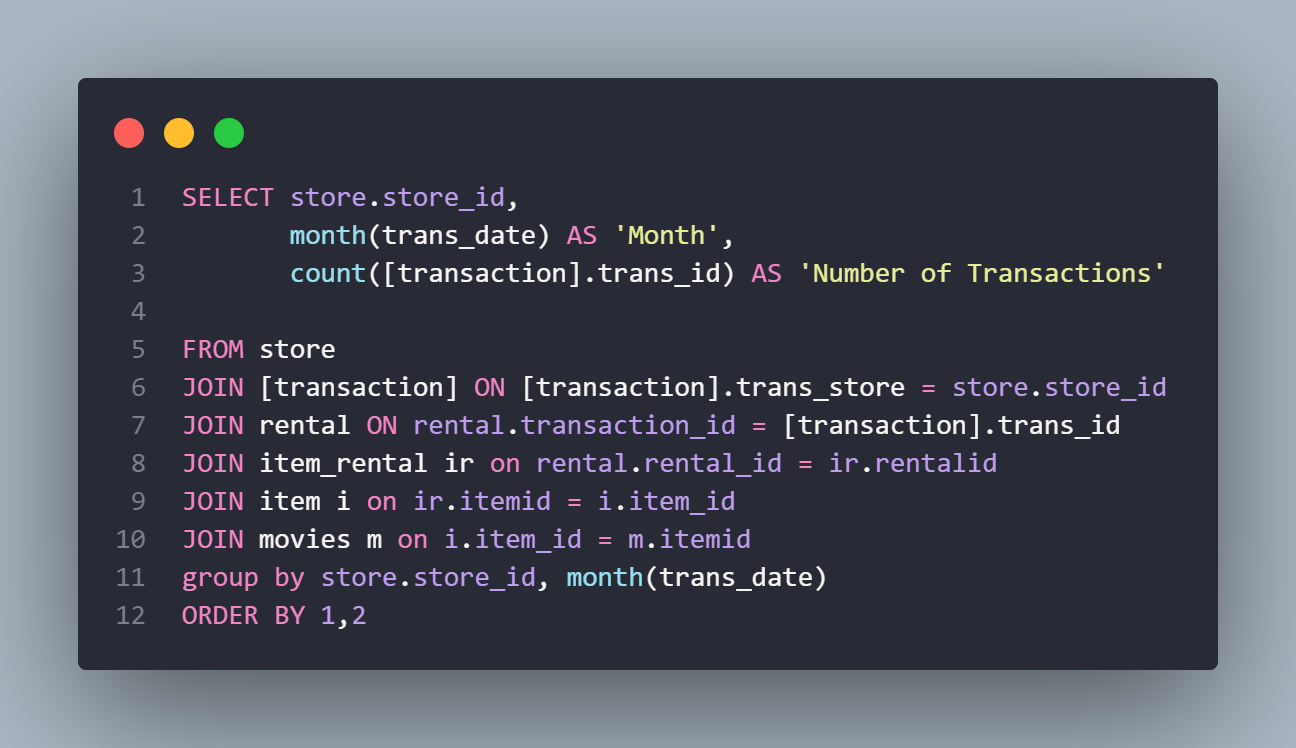 1 SELECT store.store_id,
2 month(trans_date) AS 'Month',
3 count([transaction].trans_id) AS 'Number of Transactions'
4
5 FROM store
6 JOIN [transaction] ON [transaction].trans_store = store.store_id
7 JOIN rental ON rental.transaction_id = [transaction].trans_id
8 JOIN item_rental ir on rental.rental_id = ir.rentalid
9 JOIN item i on ir.itemid = i.item_id
10 JOIN movies m on i.item_id = m.itemid
11 group by store.store_id, month(trans_date)
12 ORDER BY 1,2